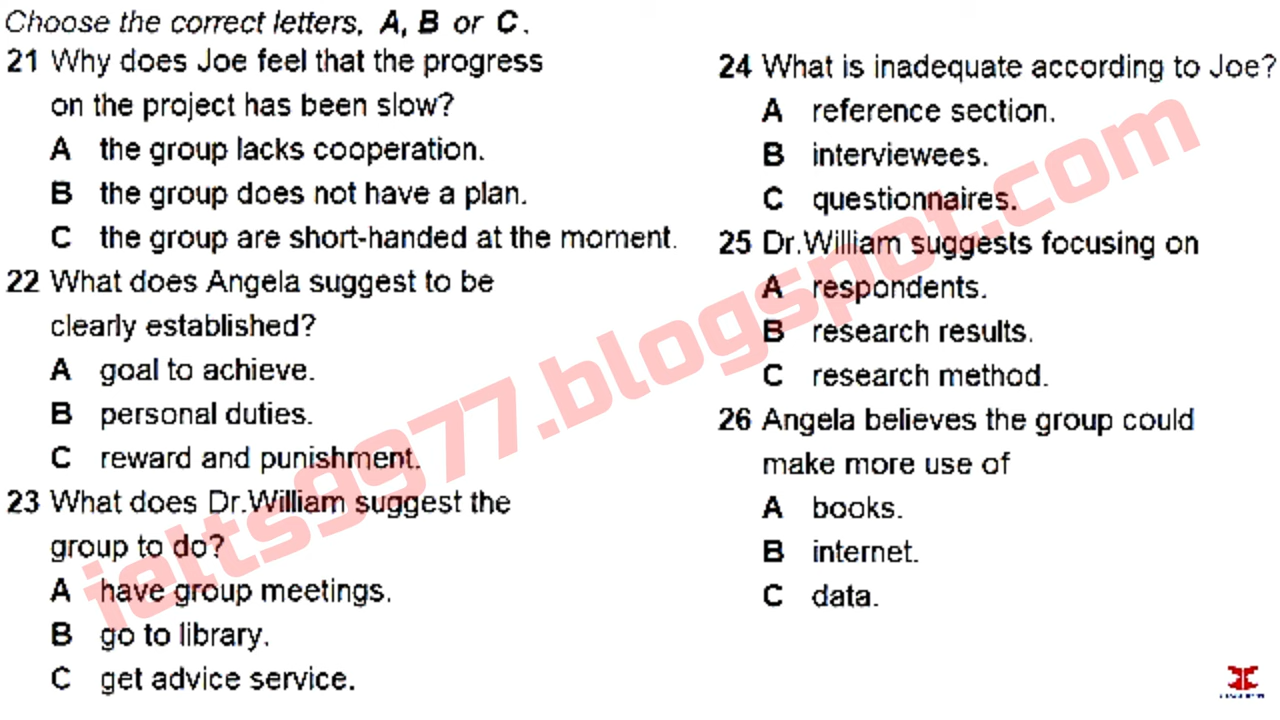 Choose the correct letters, A, B or C.
21 Why does Joe feel that the progress
on the project has been slow?
A the group lacks cooperation.
B the group does not have a plan.
C the group are short-handed at the moment.
22 What does Angela suggest to be
clearly established?
A goal to achieve.
B personal duties.
C reward and punishment.
23 What does Dr.William suggest the
group to do?
A have group meetings.
B go to library.
C get advice service.
24 What is inadequate according to Joe?
A reference section.
B interviewees.
C questionnaires.
25 Dr.William suggests focusing on
A respondents.
B research results.
C research method.
26 Angela believes the group could
make more use of
A books.
B internet.
C data.
ielts9977.blogspot.com